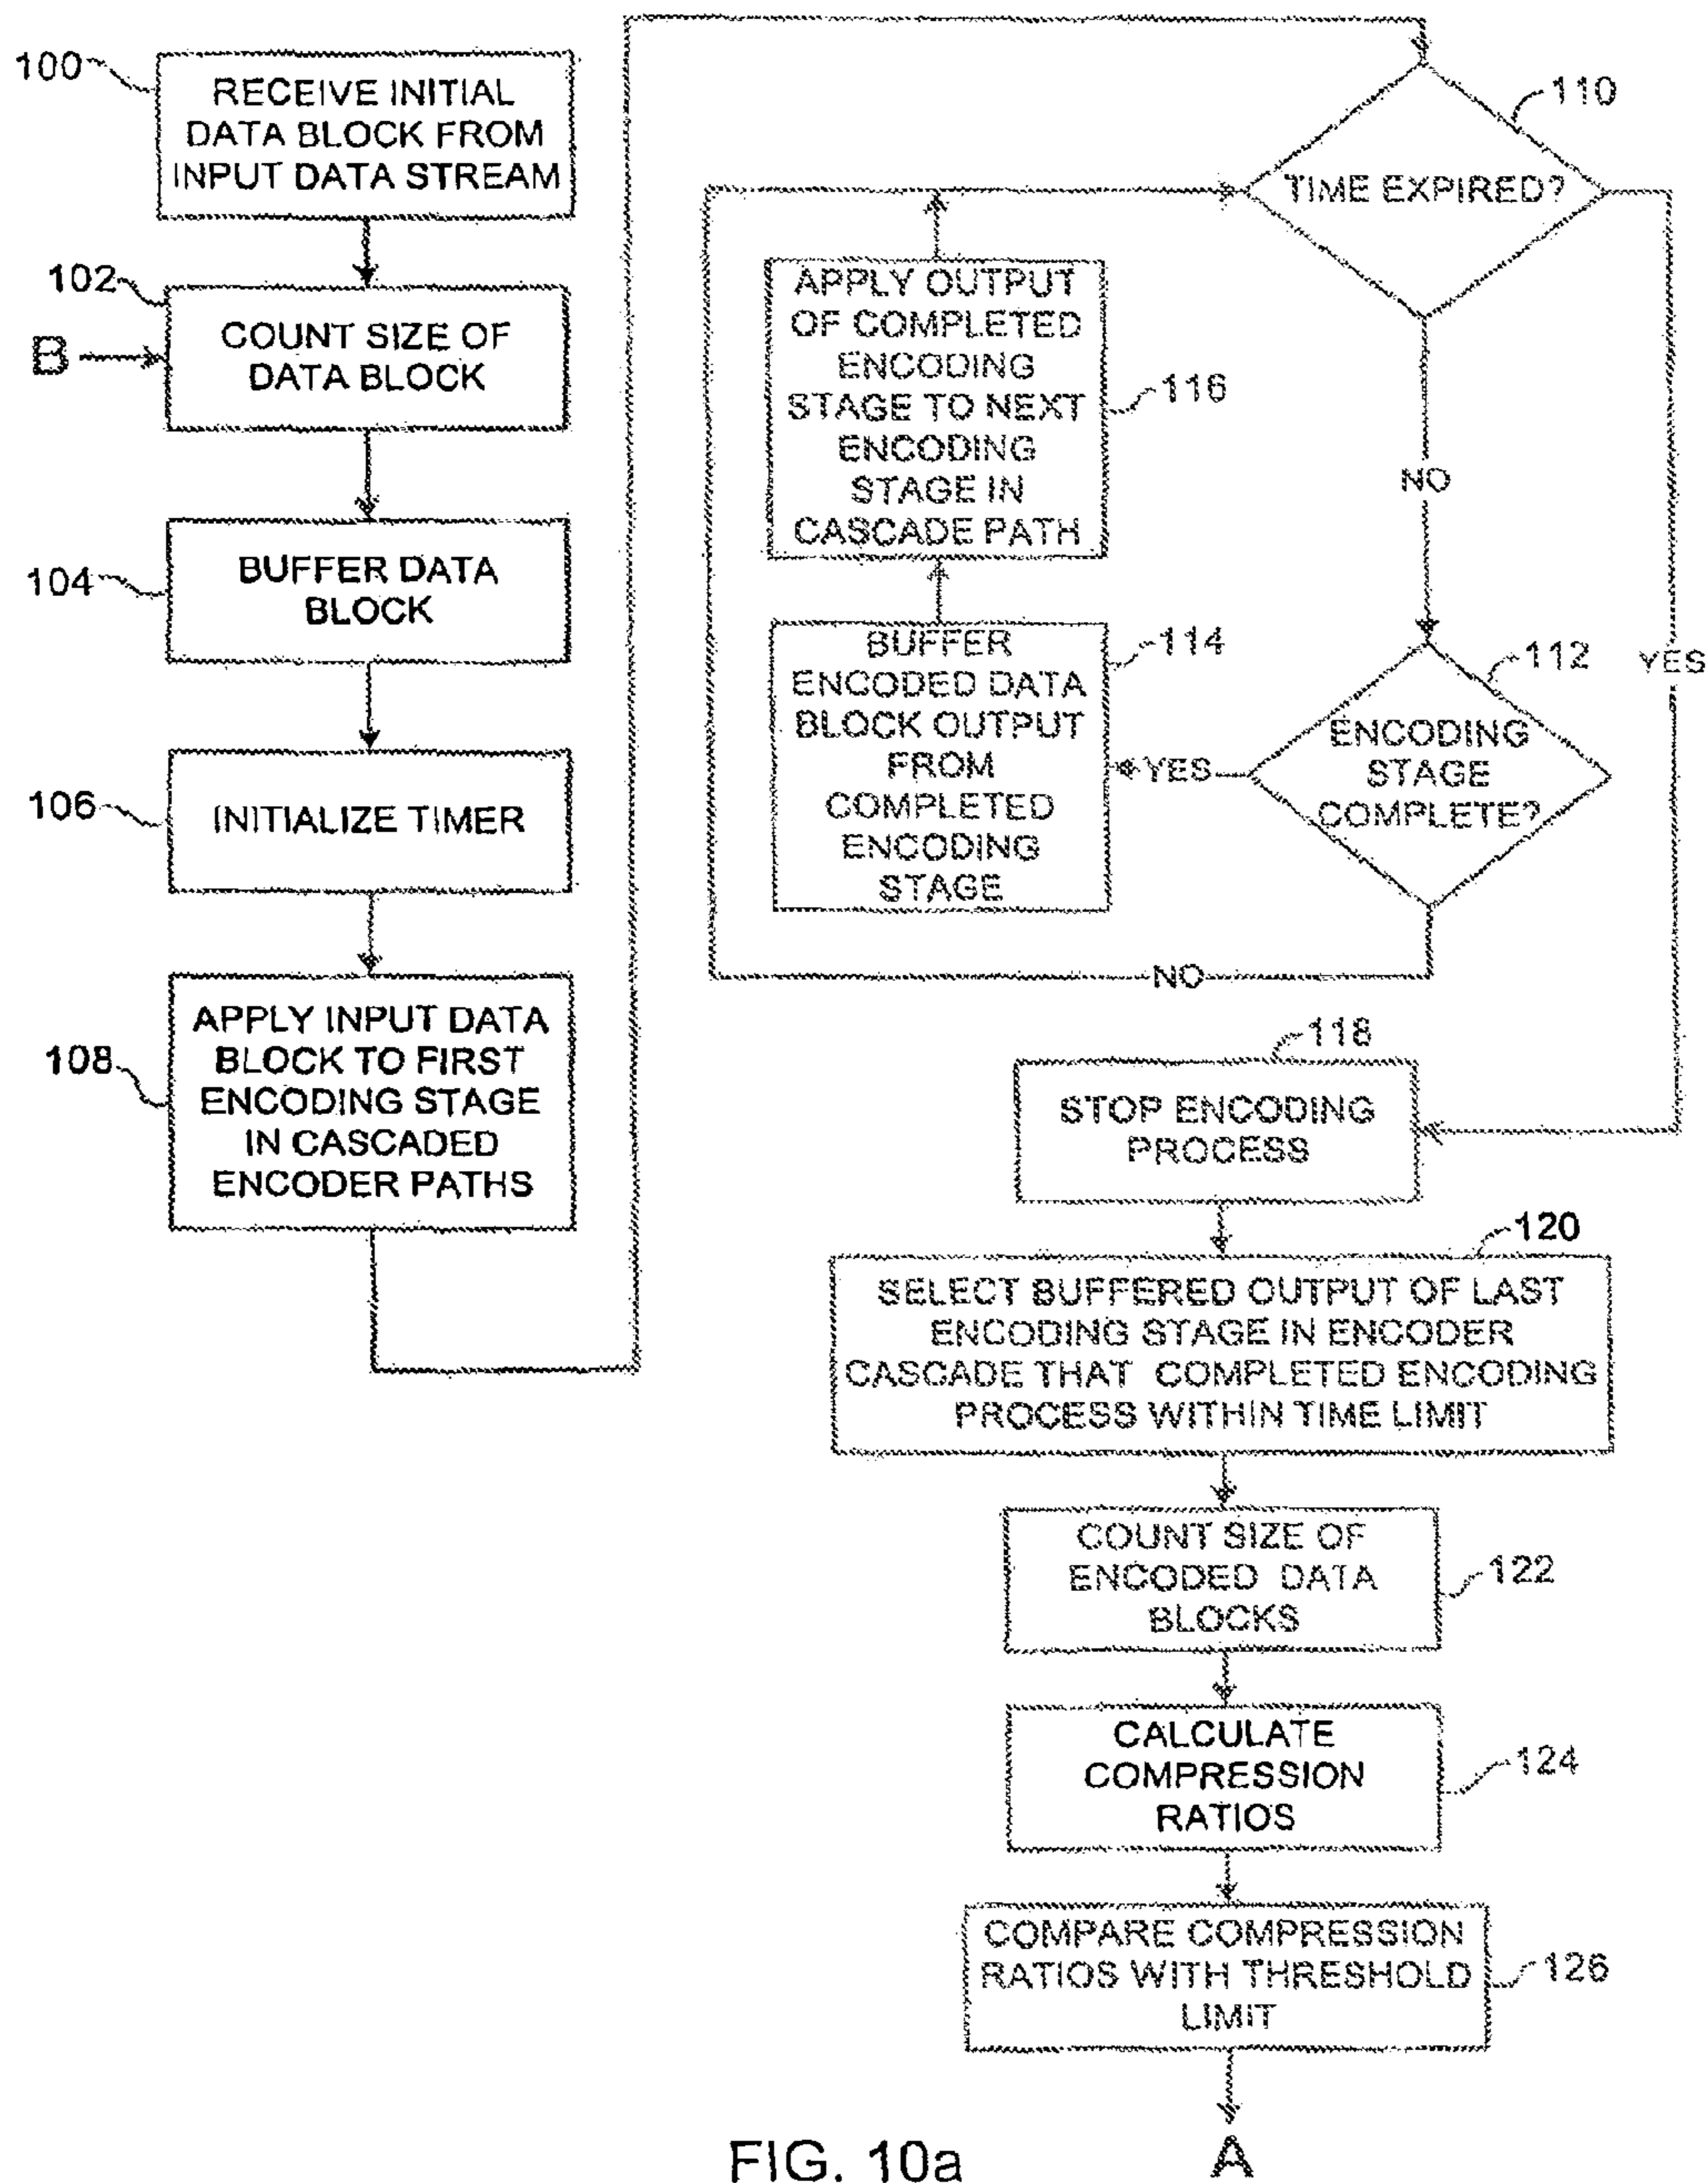 100
RECEIVE INITIAL
DATA BLOCK FROM
INPUT DATA STREAM
102
B
COUNT SIZE OF
DATA BLOCK
104
BUFFER DATA
BLOCK
106
INITIALIZE TIMER
108
APPLY INPUT DATA
BLOCK TO FIRST
ENCODING STAGE
IN CASCADED
ENCODER PATHS
110
TIME EXPIRED?
NO
YES
112
ENCODING
STAGE
COMPLETE?
YES
NO
114
BUFFER
ENCODED DATA
BLOCK OUTPUT
FROM
COMPLETED
ENCODING
STAGE
116
APPLY OUTPUT
OF COMPLETED
ENCODING
STAGE TO NEXT
ENCODING
STAGE IN
CASCADE PATH
118
STOP ENCODING
PROCESS
120
SELECT BUFFERED OUTPUT OF LAST
ENCODING STAGE IN ENCODER
CASCADE THAT COMPLETED ENCODING
PROCESS WITHIN TIME LIMIT
122
COUNT SIZE OF
ENCODED DATA
BLOCKS
124
CALCULATE
COMPRESSION
RATIOS
126
COMPARE COMPRESSION
RATIOS WITH THRESHOLD
LIMIT
A
FIG. 10a